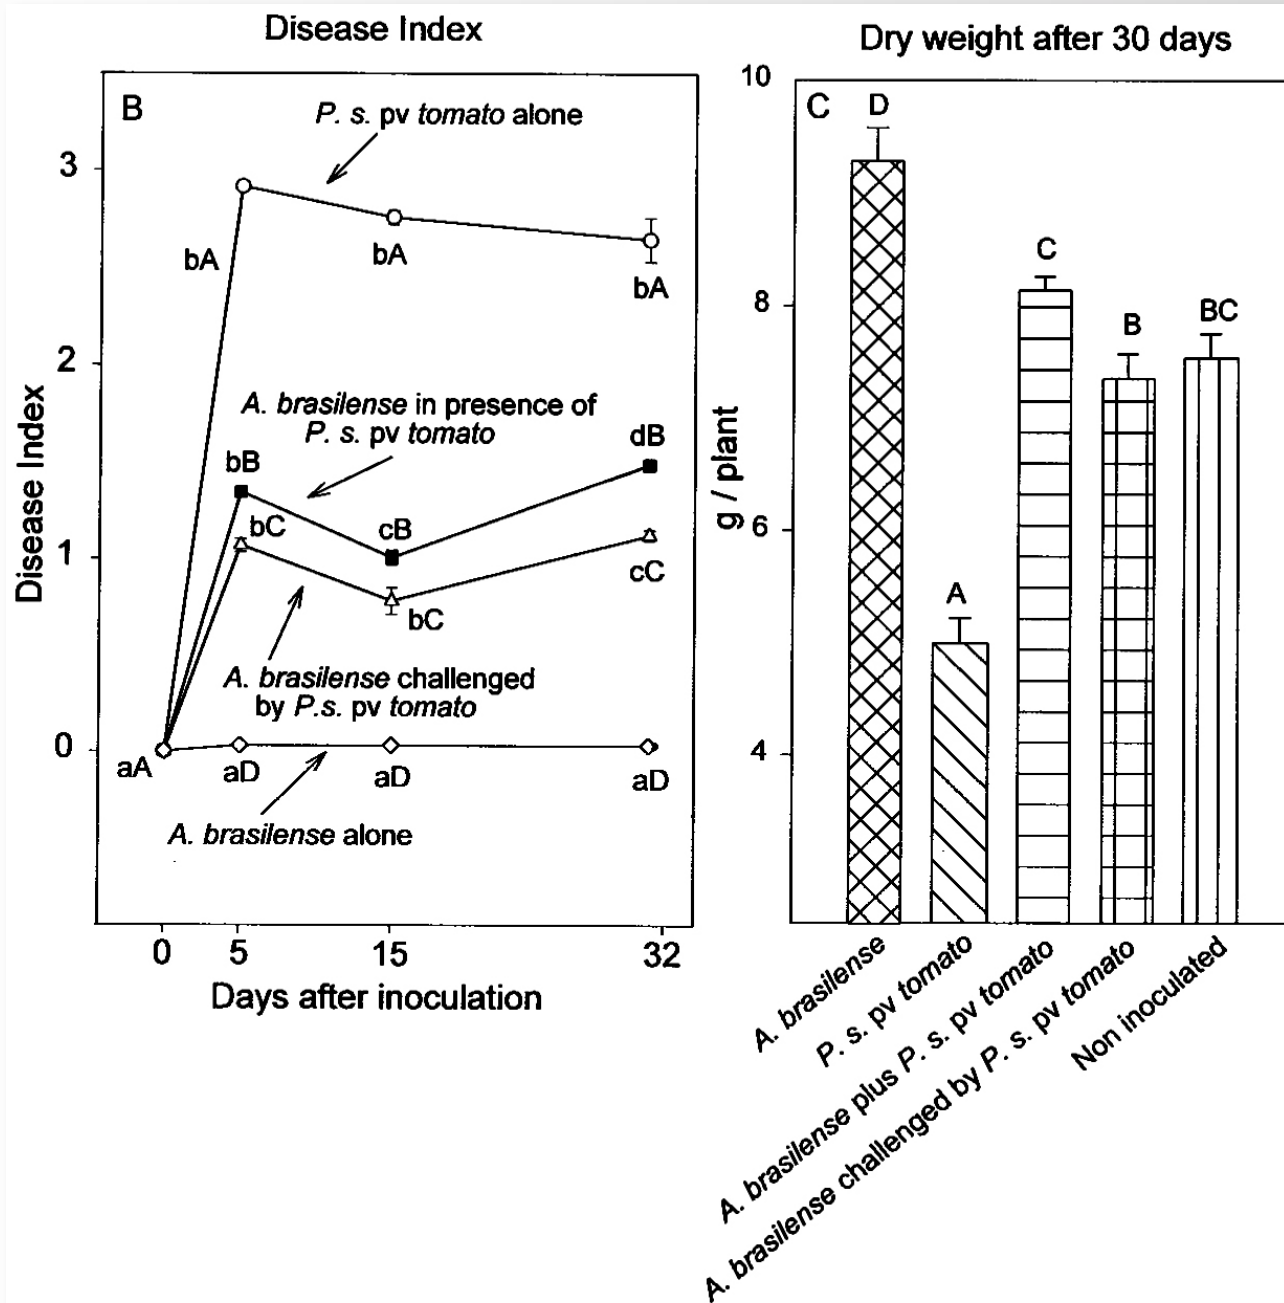 Disease Index
B
P. s. pv tomato alone
3
bA
bA
bA
2
Disease Index
A. brasilense in presence of
P. s. pv tomato
bB
dB
bC
cB
1
cC
bC
A. brasilense challenged
by P.s. pv tomato
0
aA
aD
aD
aD
A. brasilense alone
0
5
15
32
Days after inoculation
Dry weight after 30 days
10
C
D
C
8
B
BC
g / plant
6
A
4
A. brasilense
P. s. pv tomato
A. brasilense plus P. s. pv tomato
A. brasilense challenged by P. s. pv tomato
Non inoculated